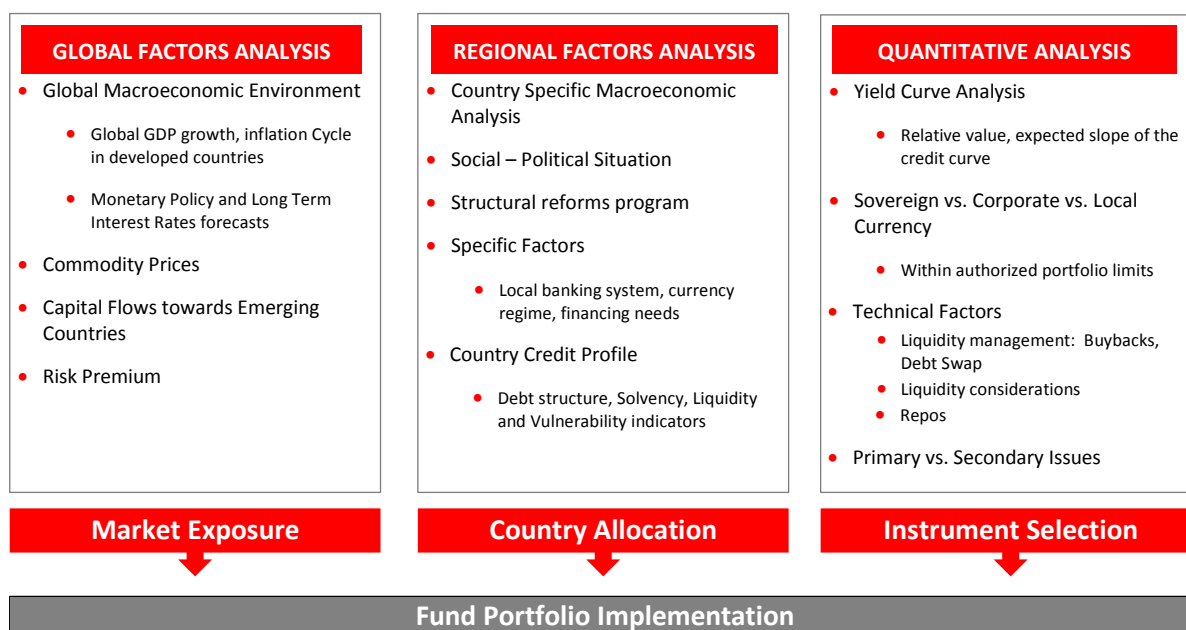 GLOBAL FACTORS ANALYSIS
Global Macroeconomic Environment
Global GDP growth, inflation Cycle
in developed countries
Monetary Policy and Long Term
Interest Rates forecasts
Commodity Prices
Capital Flows towards Emerging
Countries
Risk Premium
Market Exposure
REGIONAL FACTORS ANALYSIS
Country Specific Macroeconomic
Analysis
Social – Political Situation
Structural reforms program
Specific Factors
Local banking system, currency
regime, financing needs
Country Credit Profile
Debt structure, Solvency, Liquidity
and Vulnerability indicators
Country Allocation
QUANTITATIVE ANALYSIS
Yield Curve Analysis
Relative value, expected slope of the
credit curve
Sovereign vs. Corporate vs. Local
Currency
Within authorized portfolio limits
Technical Factors
Liquidity management: Buybacks,
Debt Swap
Liquidity considerations
Repos
Primary vs. Secondary Issues
Instrument Selection
Fund Portfolio Implementation